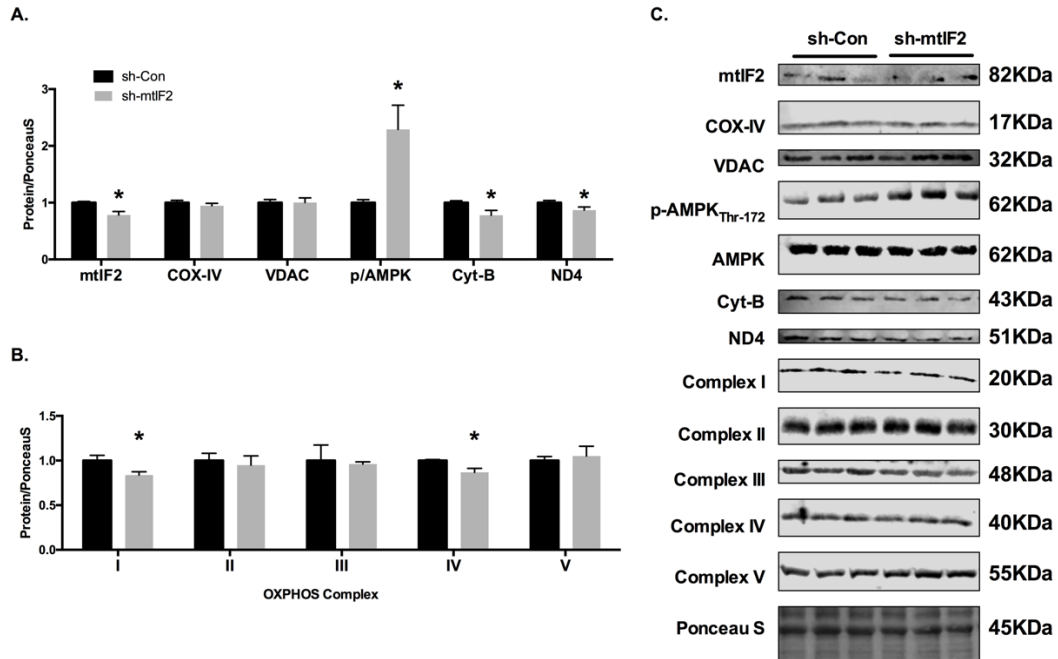 A.
sh-Con
sh-mtIF2
Protein/PonceauS
3
2
1
0
*
*
*
*
mtIF2 COX-IV VDAC p/AMPK Cyt-B ND4
B.
Protein/PonceauS
1.5
1.0
0.5
0.0
*
*
I II III IV V
OXPHOS Complex
C.
sh-Con sh-mtIF2
mtIF2 82KDa
COX-IV 17KDa
VDAC 32KDa
p-AMPKThr-172 62KDa
AMPK 62KDa
Cyt-B 43KDa
ND4 51KDa
Complex I 20KDa
Complex II 30KDa
Complex III 48KDa
Complex IV 40KDa
Complex V 55KDa
Ponceau S 45KDa